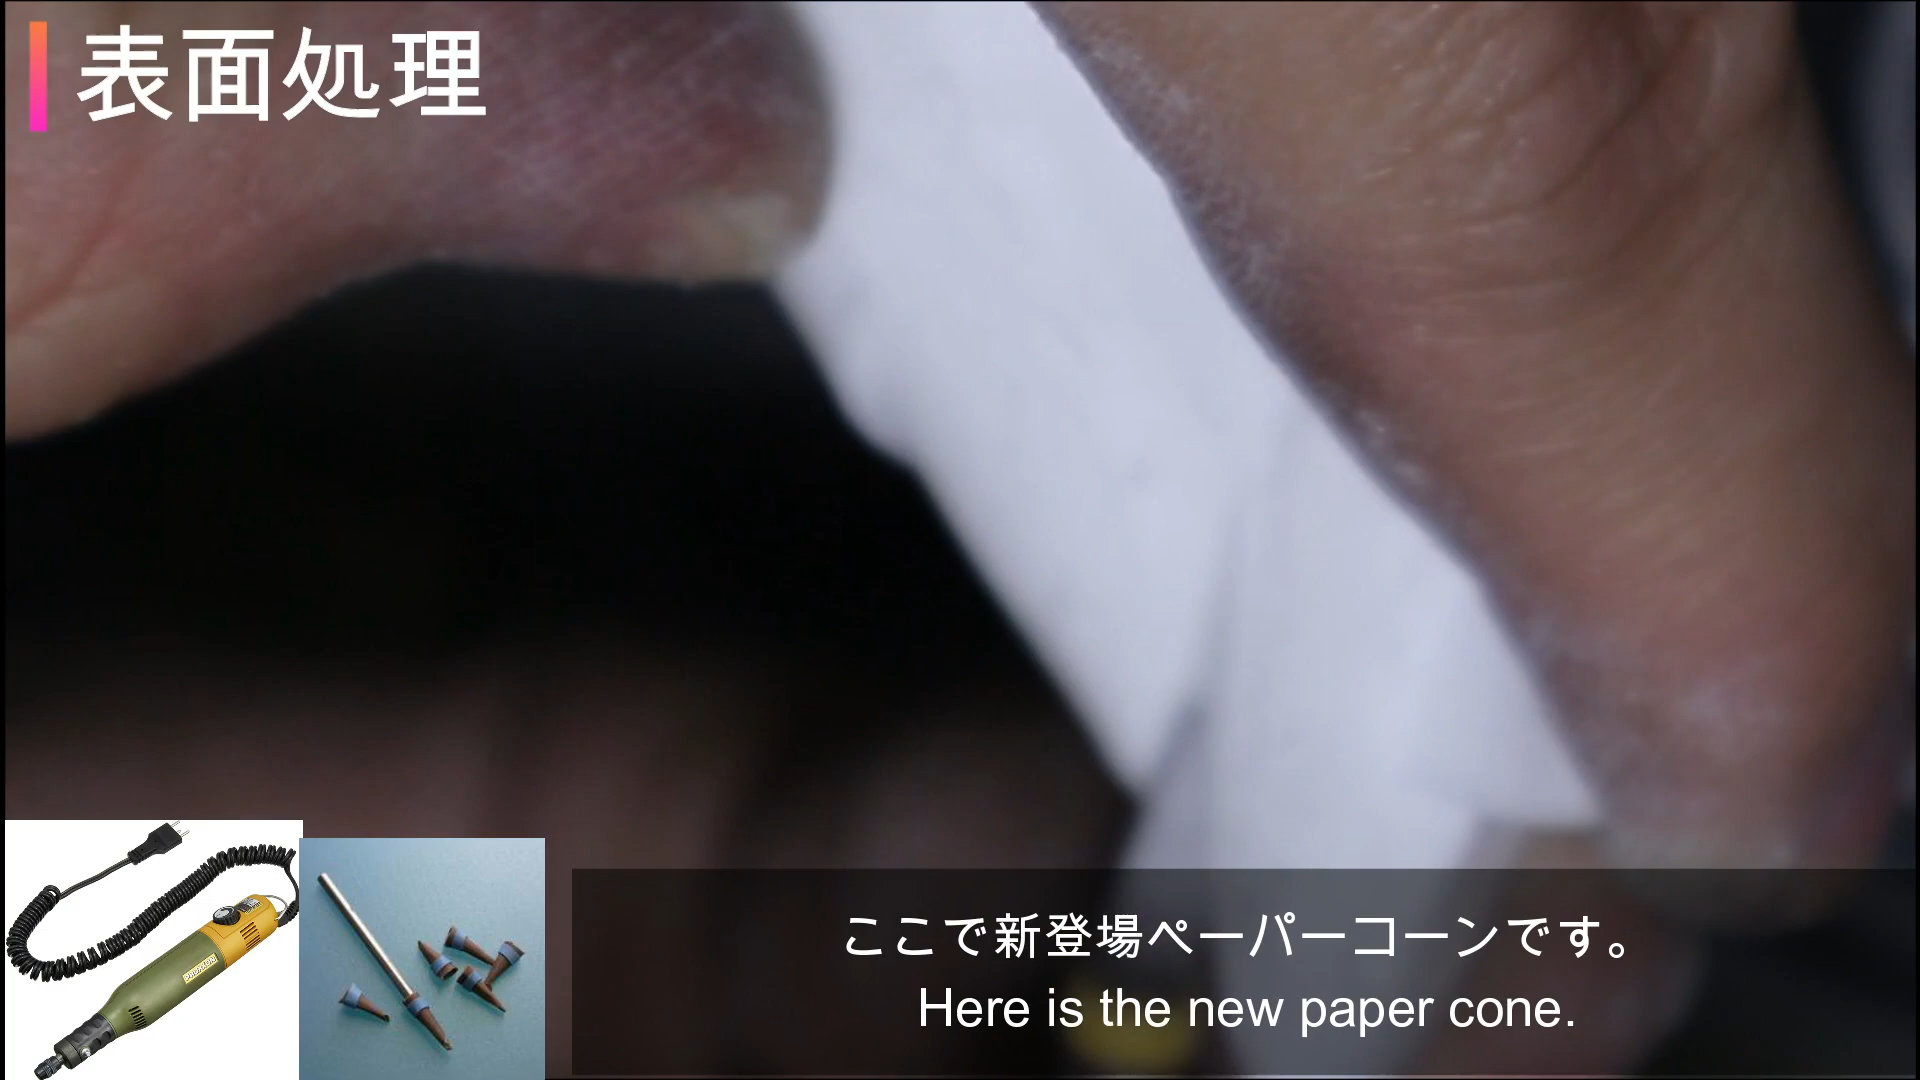 表面処理
PROXXON
ここで新登場ペーパーコーンです。
Here is the new paper cone.